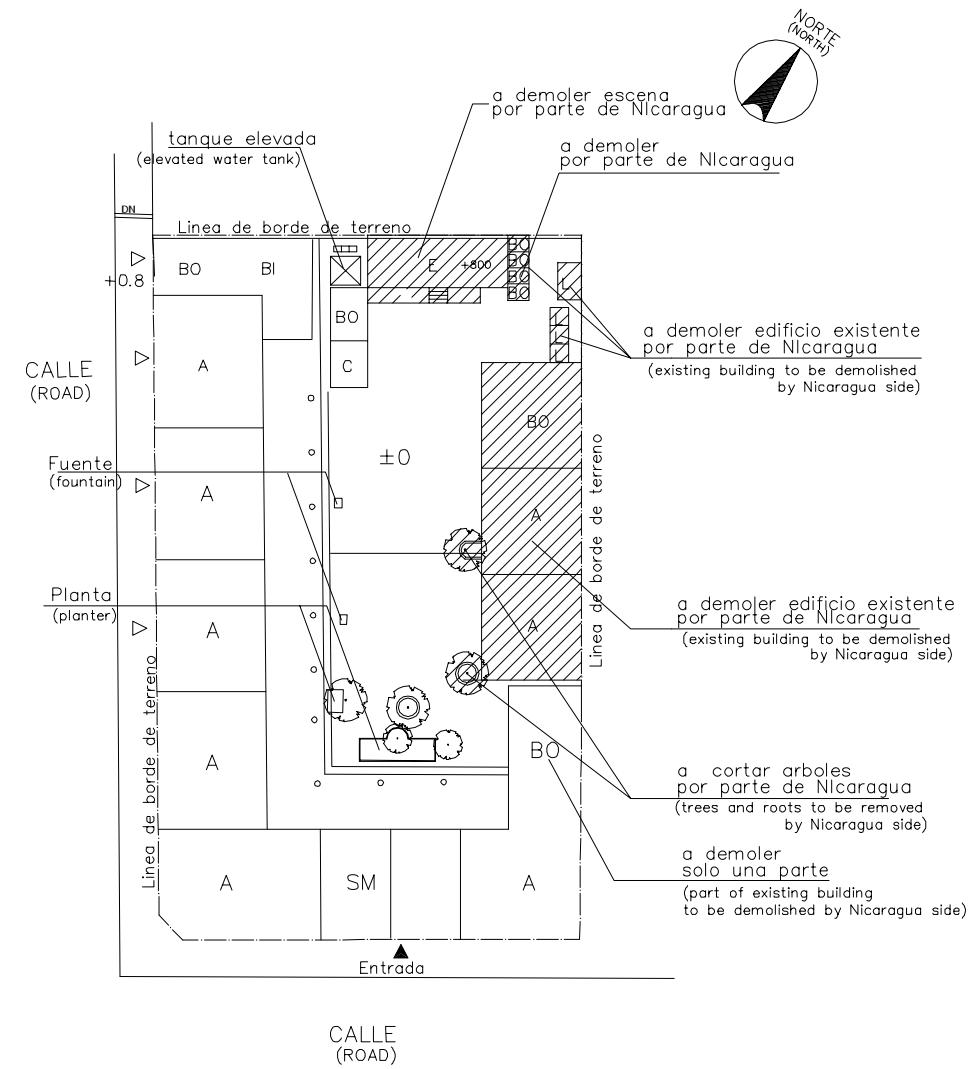 NORTE
(NORTH)
a demoler escena
por parte de Nicaragua
tanque elevada
(elevated water tank)
a demoler
por parte de NIcaragua
DN
Linea de borde de terreno
+0.8
BO
BI
E
+800
BO
BO
BO
BO
L
BO
C
L
L
L
a demoler edificio existente
por parte de NIcaragua
(existing building to be demolished
by Nicaragua side)
CALLE
(ROAD)
A
BO
±0
Fuente
(fountain)
A
A
Linea de borde de terreno
Planta
(planter)
A
A
a demoler edificio existente
por parte de NIcaragua
(existing building to be demolished
by Nicaragua side)
Linea de borde de terreno
A
BO
a cortar arboles
por parte de NIcaragua
(trees and roots to be removed
by Nicaragua side)
a demoler
solo una parte
(part of existing building
to be demolished by Nicaragua side)
A
SM
A
Entrada
CALLE
(ROAD)